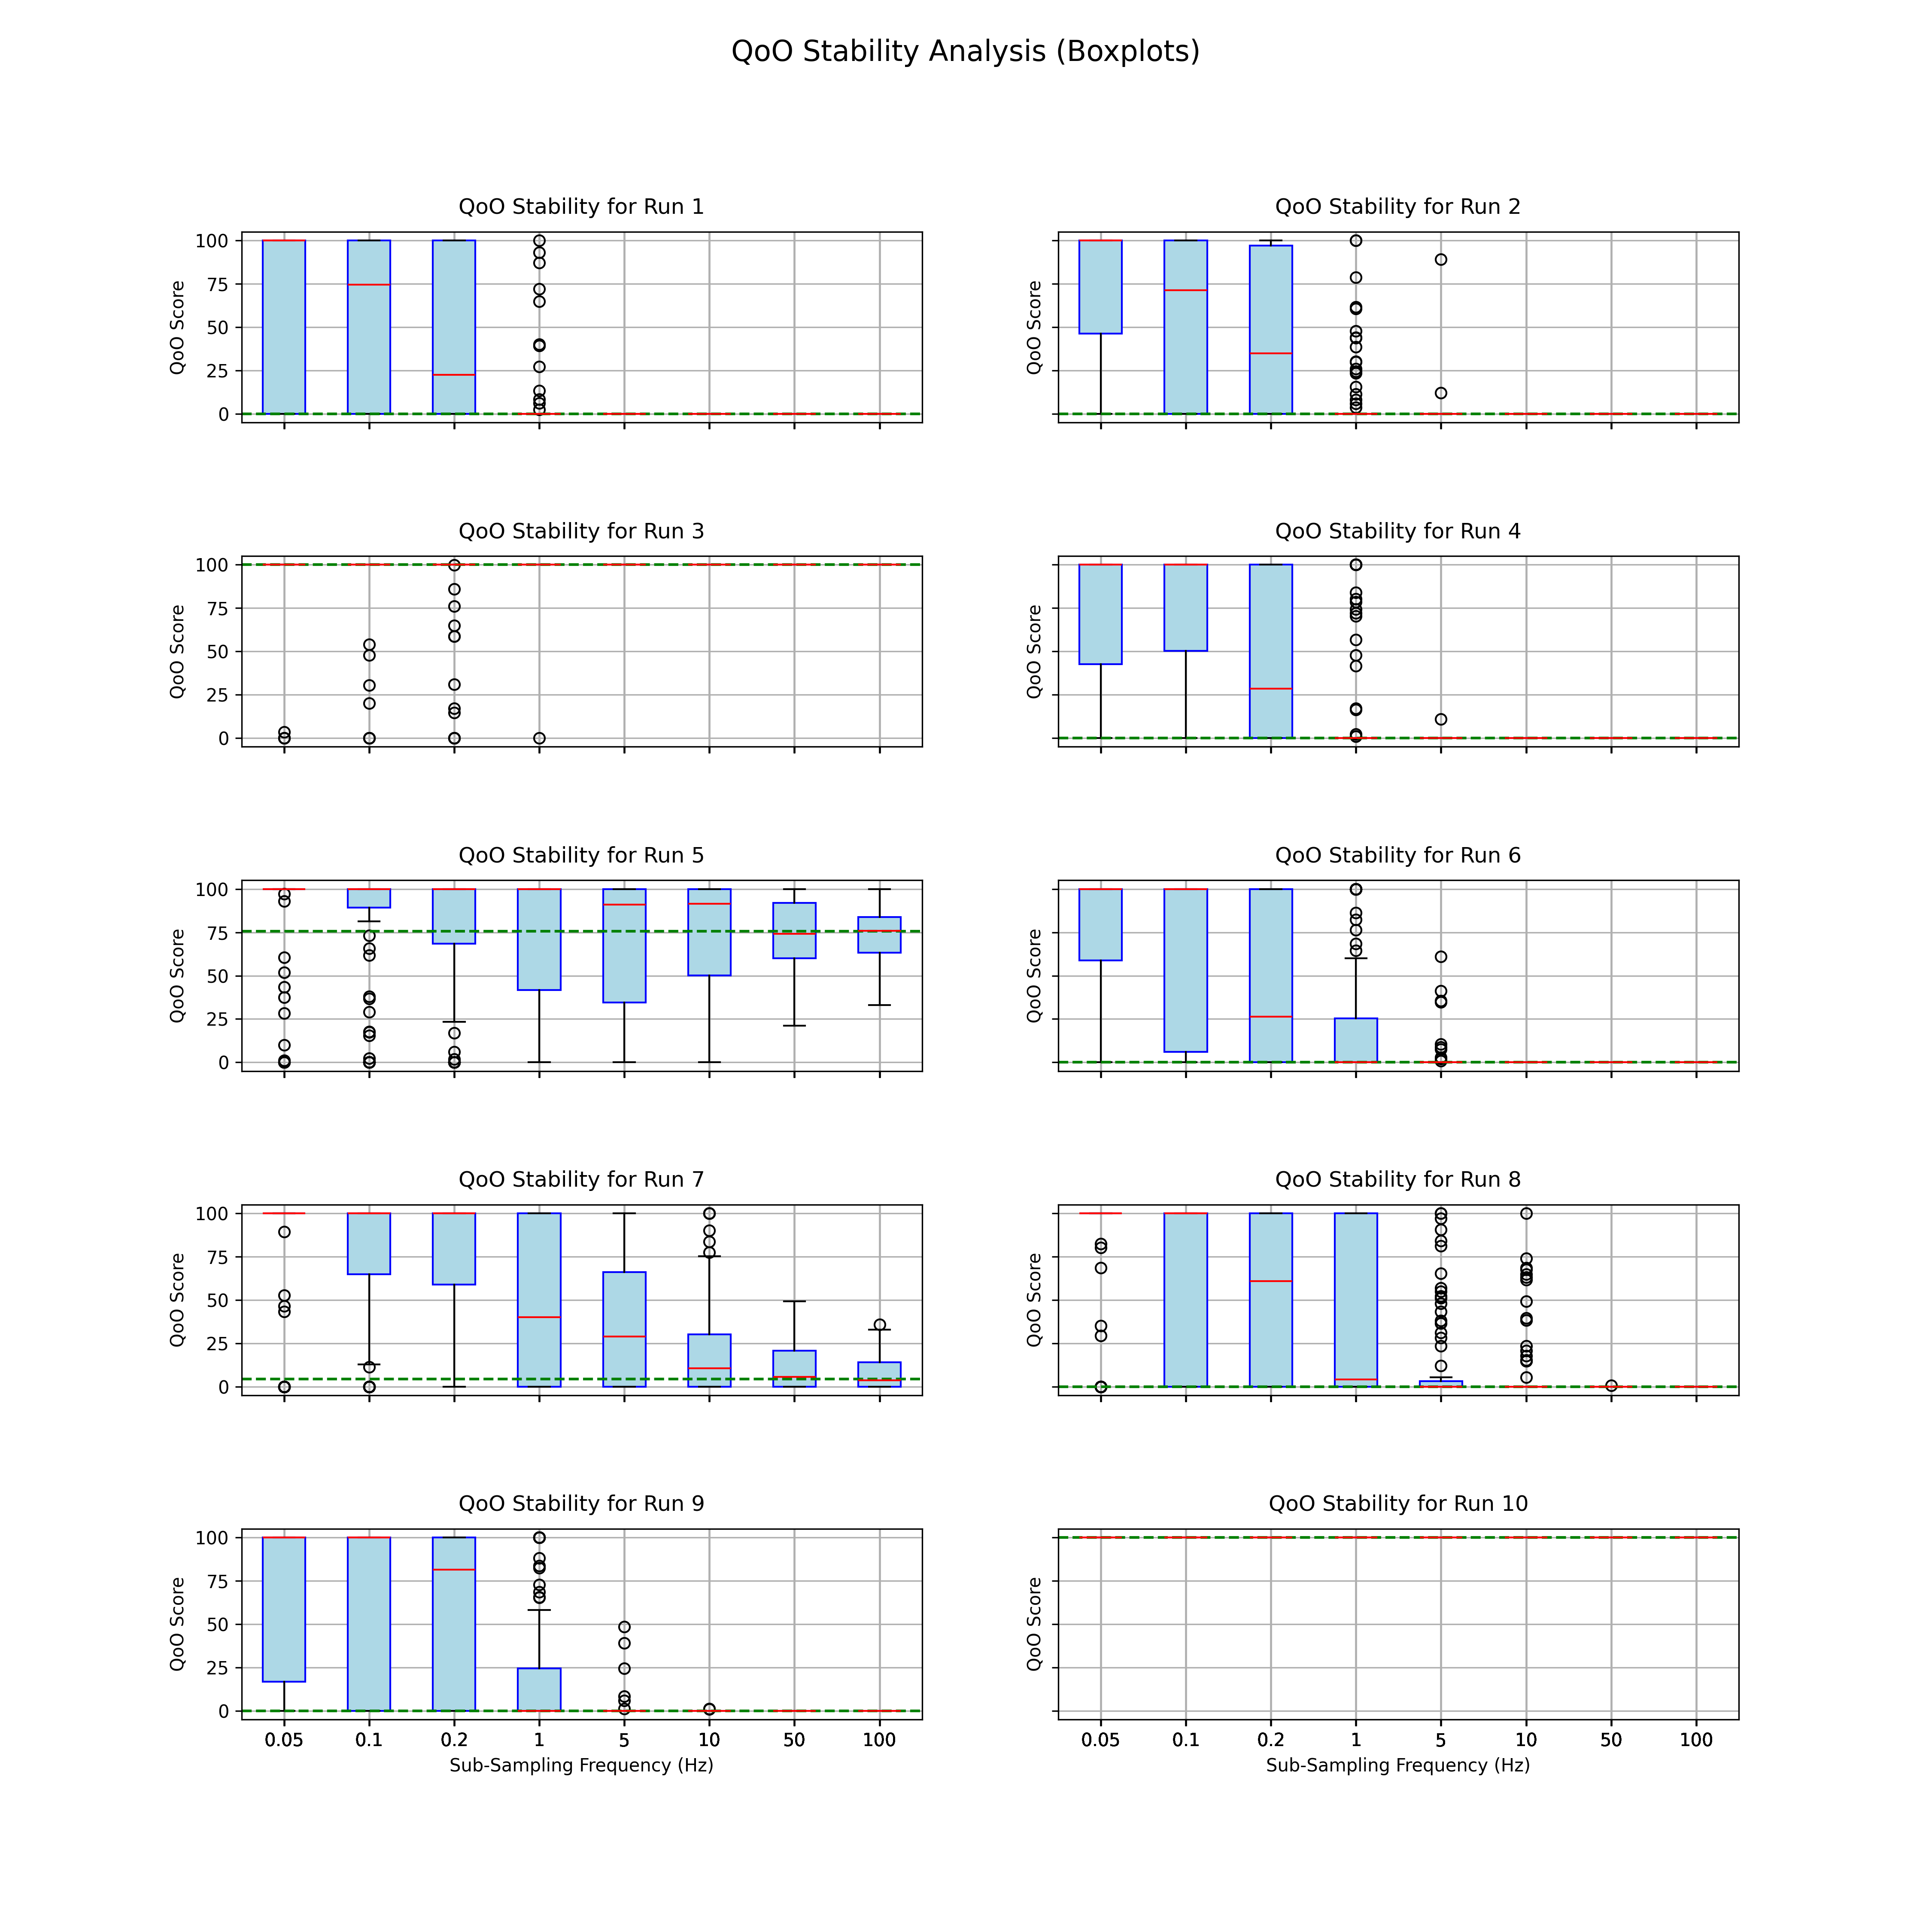 QoO Stability Analysis (Boxplots)
QoO Stability for Run 1
QoO Score
100
75
50
25
0
QoO Stability for Run 2
QoO Score
QoO Stability for Run 3
QoO Score
100
75
50
25
0
QoO Stability for Run 4
QoO Score
QoO Stability for Run 5
QoO Score
100
75
50
25
0
QoO Stability for Run 6
QoO Score
QoO Stability for Run 7
QoO Score
100
75
50
25
0
QoO Stability for Run 8
QoO Score
QoO Stability for Run 9
QoO Score
100
75
50
25
0
0.05 0.1 0.2 1 5 10 50 100
Sub-Sampling Frequency (Hz)
QoO Stability for Run 10
QoO Score
0.05 0.1 0.2 1 5 10 50 100
Sub-Sampling Frequency (Hz)